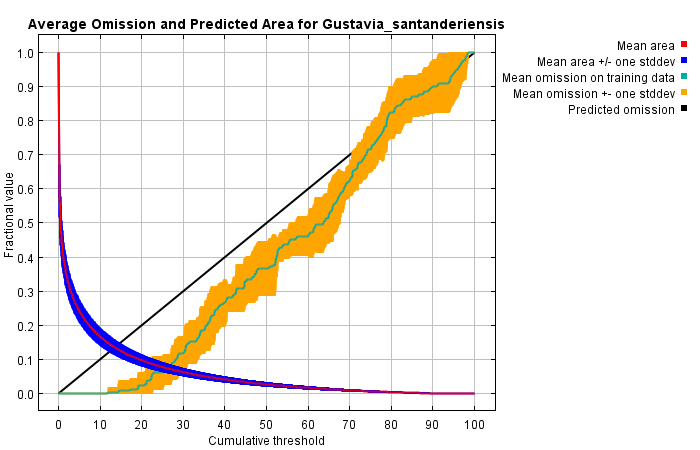 Average Omission and Predicted Area for Gustavia_santanderiensis
Mean area
Mean area +/- one stddev
Mean omission on training data
Mean omission +- one stddev
Predicted omission
Fractional value
1.0
0.9
0.8
0.7
0.6
0.5
0.4
0.3
0.2
0.1
0.0
0 10 20 30 40 50 60 70 80 90 100
Cumulative threshold